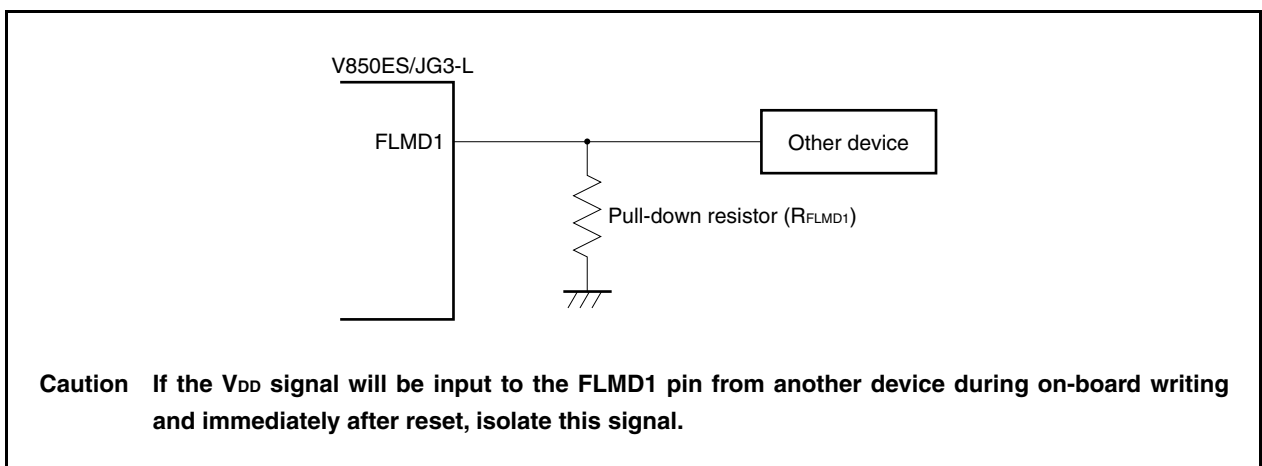 V850ES/JG3-L
FLMD1
Other device
Pull-down resistor (RFLMD1)
Caution If the VDD signal will be input to the FLMD1 pin from another device during on-board writing
and immediately after reset, isolate this signal.